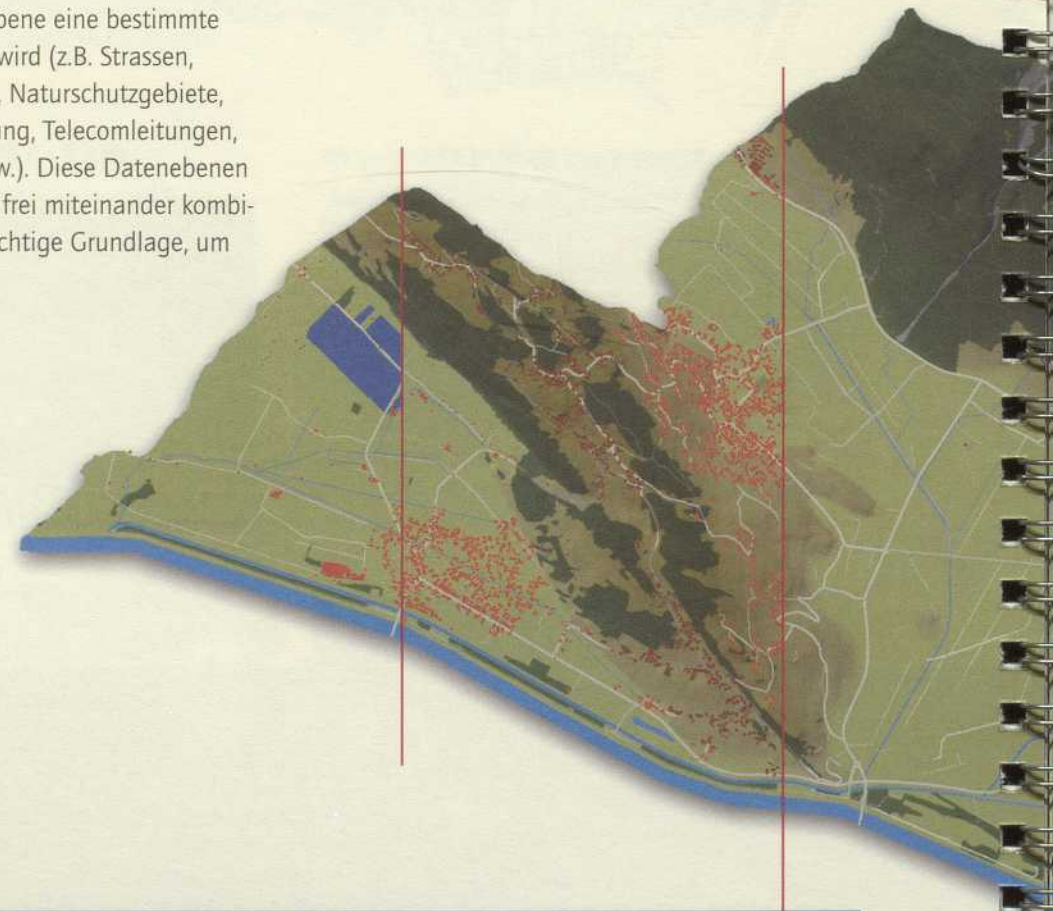 bene eine bestimmte
wird (z.B. Strassen,
, Naturschutzgebiete,
ung, Telecomleitungen,
w.). Diese Datenebenen
frei miteinander kombi-
chtige Grundlage, um